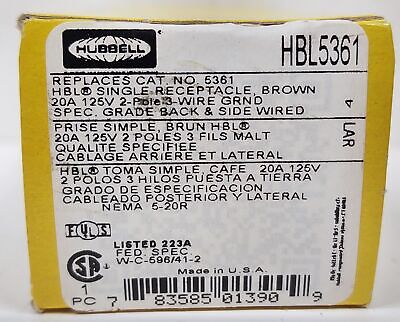 HUBBELL
HBL5361
REPLACES CAT. NO. 5361
HBL® SINGLE RECEPTACLE, BROWN
20A 125V 2-Pole 3-WIRE GRND
SPEC. GRADE BACK & SIDE WIRED
PRISE SIMPLE, BRUN HBL®
20A 125V 2 POLES 3 FILS MALT
QUALITE SPECIFIEE
CABLAGE ARRIERE ET LATERAL
HBL® TOMA SIMPLE, CAFE 20A 125V
2 POLOS 3 HILOS PUESTA A TIERRA
GRADO DE ESPECIFICACION
CABLEADO POSTERIOR Y LATERAL
NEMA 5-20R
4
LAR
LISTED 223A
FED. SPEC.
W-C-596/41-2
Made in U.S.A.
1
PC 7 83585 01390 9